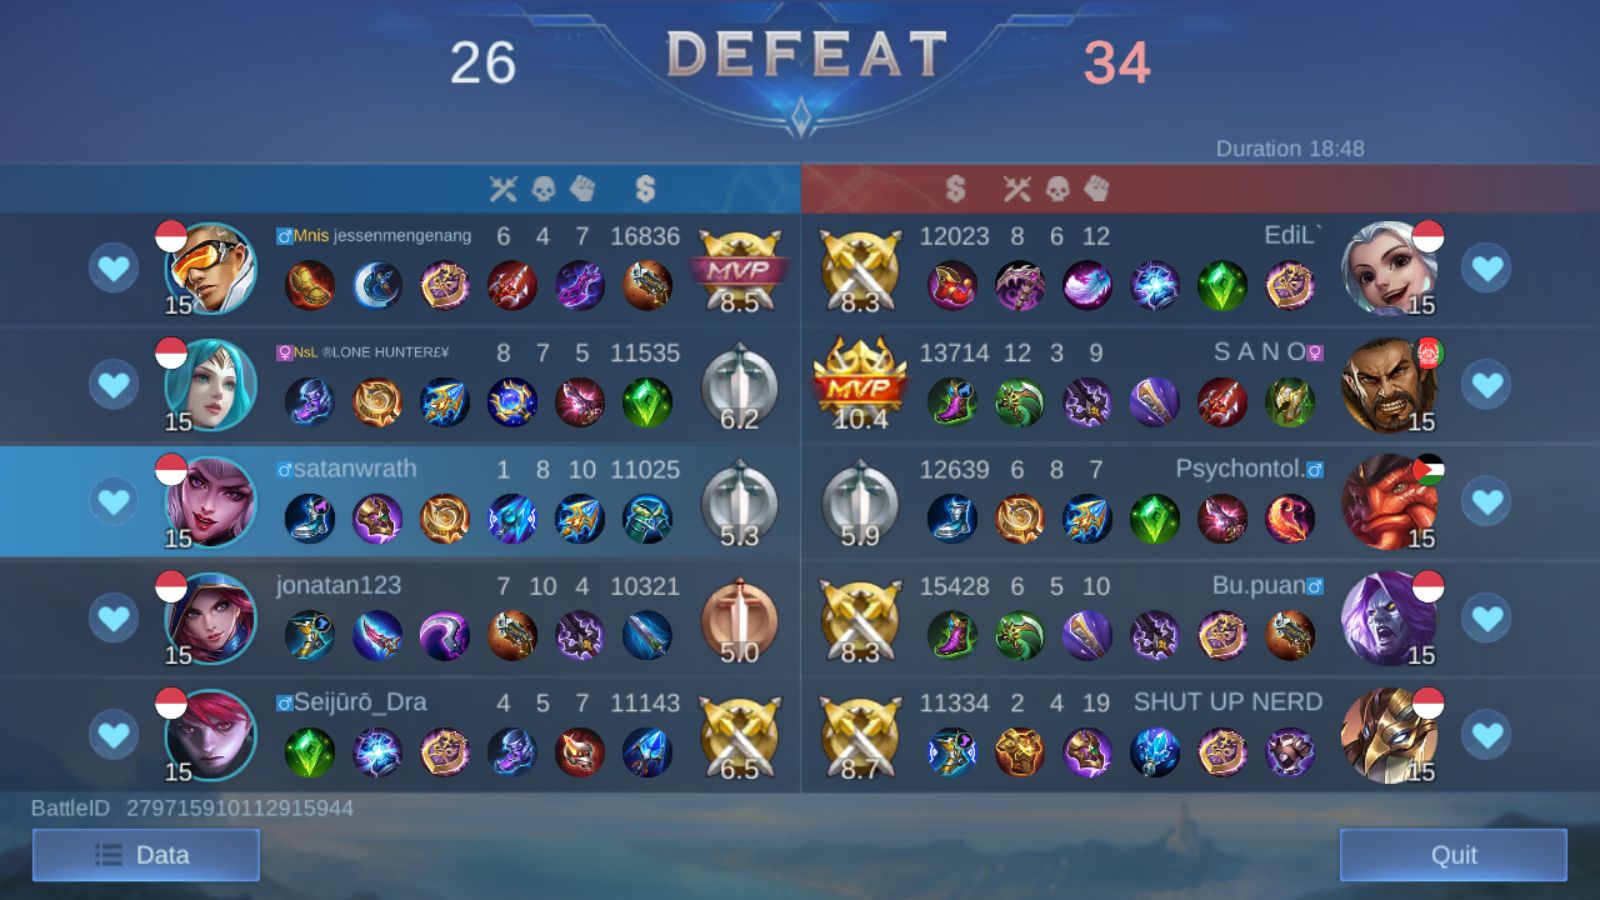 26 DEFEAT 34
Duration 18:48
Mnis jessenmengenang 6 4 7 16836 MVP 8.5
15
12023 8 6 12 EdiL` 8.3
15
NsL ®LONE HUNTER£¥ 8 7 5 11535 6.2
15
13714 12 3 9 S A N O MVP 10.4
15
satanwrath 1 8 10 11025 5.3
15
12639 6 8 7 Psychontol. 5.9
15
jonatan123 7 10 4 10321 5.0
15
15428 6 5 10 Bu.puan 8.3
15
Seijūrō_Dra 4 5 7 11143 6.5
15
11334 2 4 19 SHUT UP NERD 8.7
15
BattleID 279715910112915944
Data
Quit